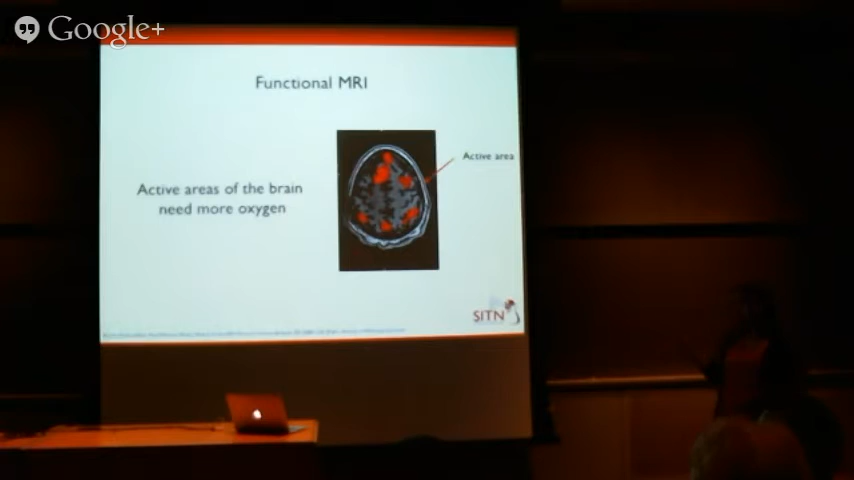 Google+
Functional MRI
Active area
Active areas of the brain
need more oxygen
SITN